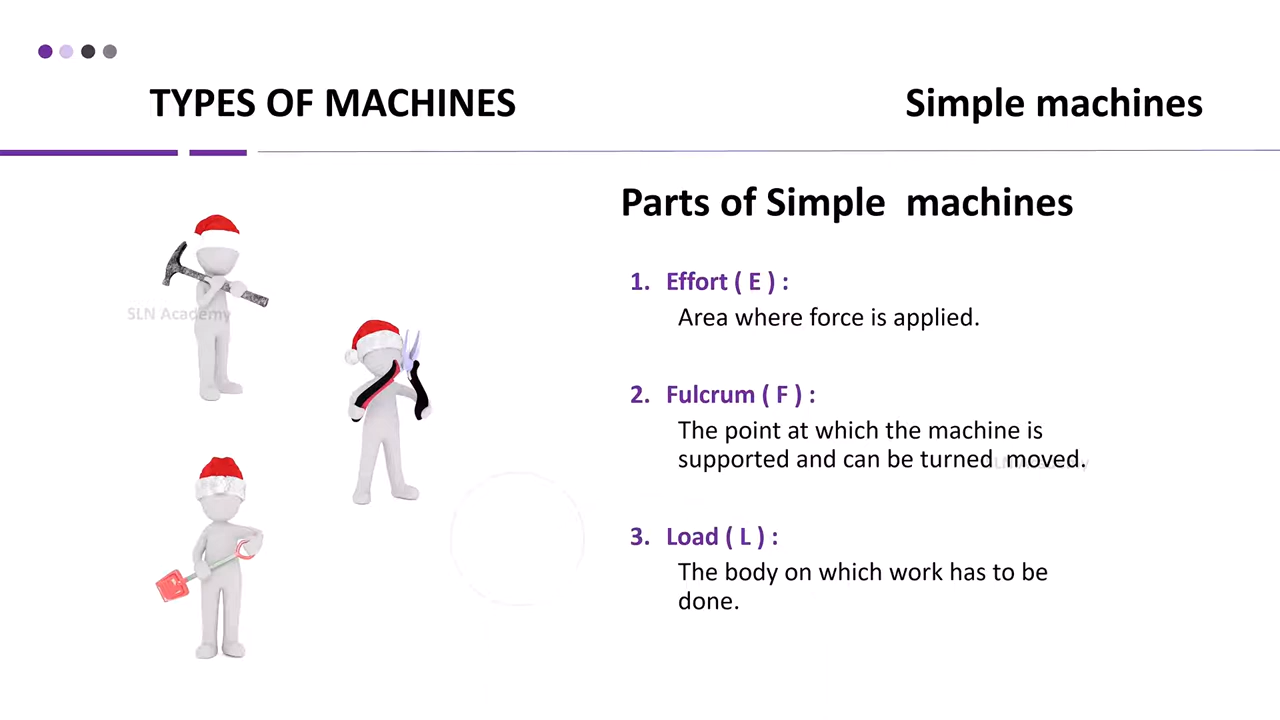 TYPES OF MACHINES
Simple machines
Parts of Simple machines
1. Effort ( E ) :
Area where force is applied.
2. Fulcrum ( F ) :
The point at which the machine is
supported and can be turned moved.
3. Load ( L ) :
The body on which work has to be
done.
SLN Academy